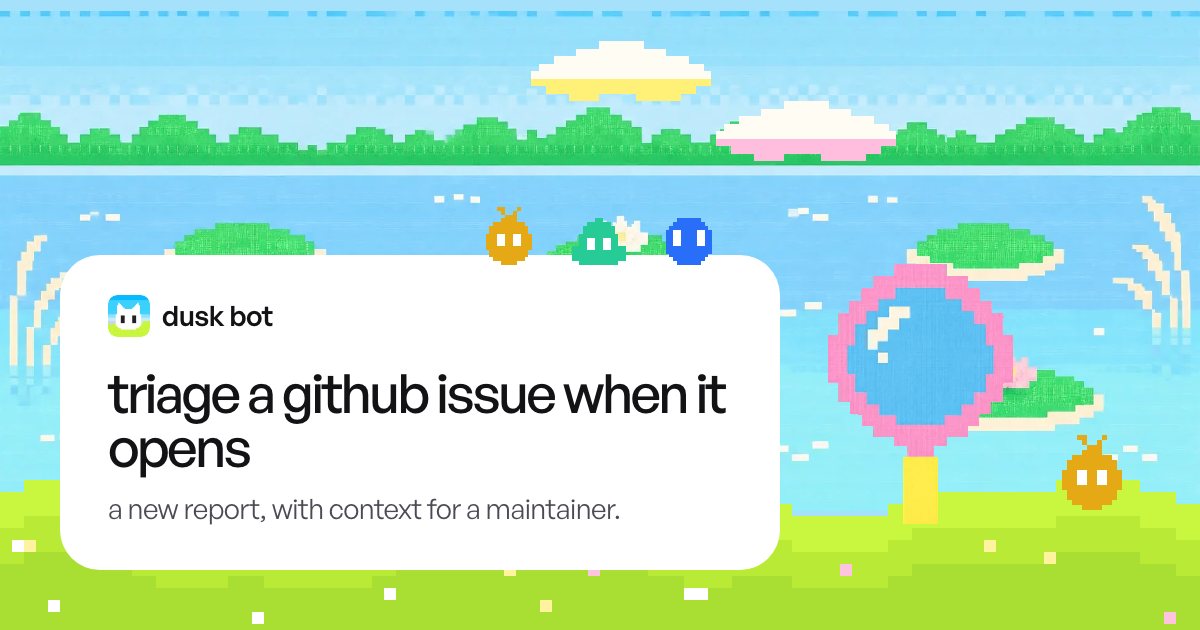 dusk bot
triage a github issue when it
opens
a new report, with context for a maintainer.